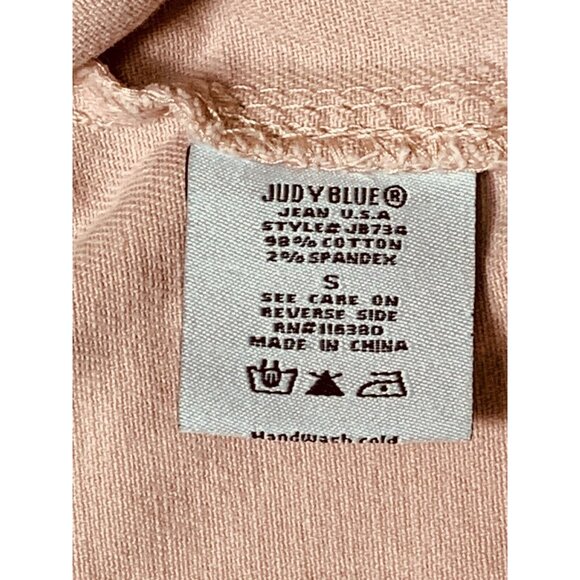 JUDYBLUE®
JEAN U.S.A
STYLE# JB734
98% COTTON
2% SPANDEX
S
SEE CARE ON
REVERSE SIDE
RN#116380
MADE IN CHINA
Handwash cold